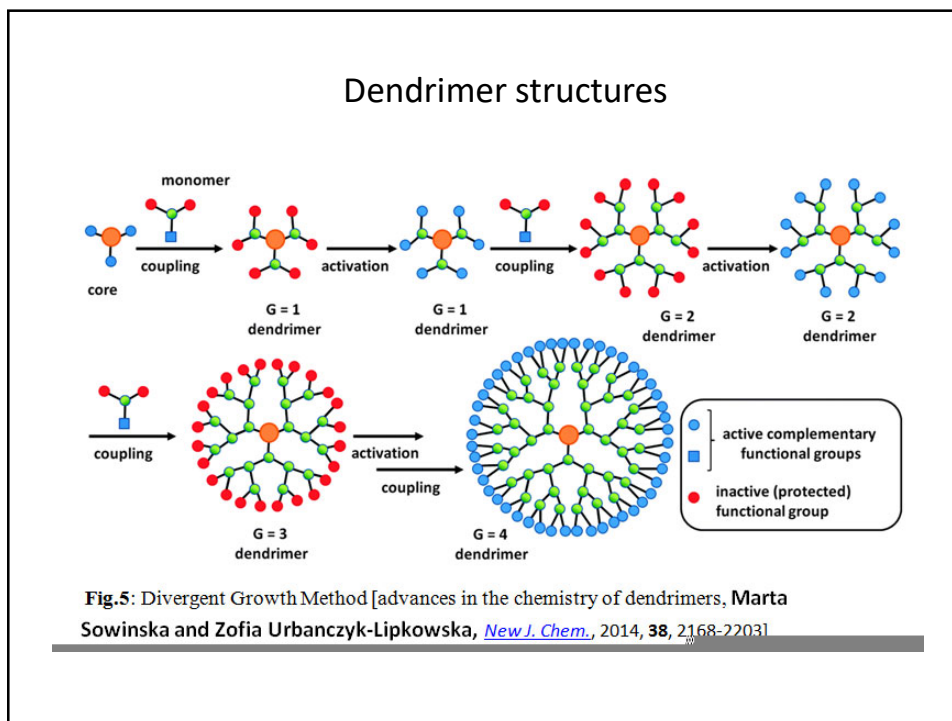 Dendrimer structures
monomer
core
coupling
G = 1
dendrimer
activation
G = 1
dendrimer
coupling
G = 2
dendrimer
activation
G = 2
dendrimer
coupling
G = 3
dendrimer
activation
coupling
G = 4
dendrimer
active complementary
functional groups
inactive (protected)
functional group
Fig.5: Divergent Growth Method [advances in the chemistry of dendrimers, Marta
Sowinska and Zofia Urbanczyk-Lipkowska, New J. Chem., 2014, 38, 2168-2203]